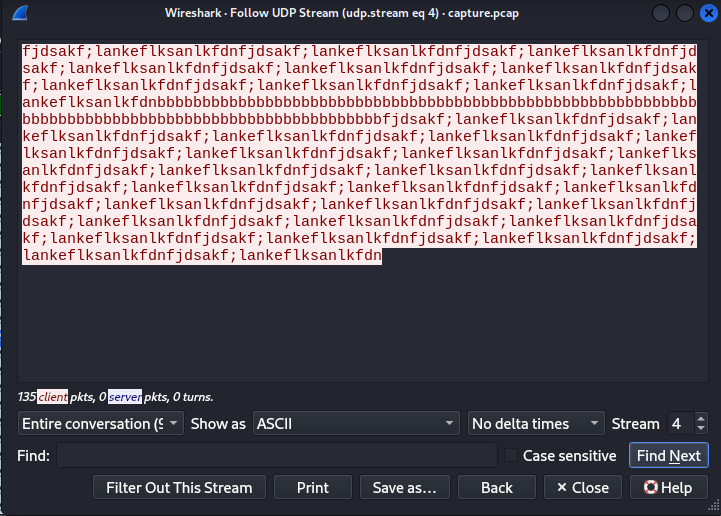 Wireshark · Follow UDP Stream (udp.stream eq 4) · capture.pcap
fjdsakf;lankeflksanlkfdnfjdsakf;lankeflksanlkfdnfjdsakf;lankeflksanlkfdnfjd
sakf;lankeflksanlkfdnfjdsakf;lankeflksanlkfdnfjdsakf;lankeflksanlkfdnfjdsak
f;lankeflksanlkfdnfjdsakf;lankeflksanlkfdnfjdsakf;lankeflksanlkfdnfjdsakf;l
ankeflksanlkfdnbbbbbbbbbbbbbbbbbbbbbbbbbbbbbbbbbbbbbbbbbbbbbbbbbbbbbbbbbbbb
bbbbbbbbbbbbbbbbbbbbbbbbbbbbbbbbbbbbbbbbfjdsakf;lankeflksanlkfdnfjdsakf;lan
keflksanlkfdnfjdsakf;lankeflksanlkfdnfjdsakf;lankeflksanlkfdnfjdsakf;lankef
lksanlkfdnfjdsakf;lankeflksanlkfdnfjdsakf;lankeflksanlkfdnfjdsakf;lankeflks
anlkfdnfjdsakf;lankeflksanlkfdnfjdsakf;lankeflksanlkfdnfjdsakf;lankeflksanl
kfdnfjdsakf;lankeflksanlkfdnfjdsakf;lankeflksanlkfdnfjdsakf;lankeflksanlkfd
nfjdsakf;lankeflksanlkfdnfjdsakf;lankeflksanlkfdnfjdsakf;lankeflksanlkfdnfj
dsakf;lankeflksanlkfdnfjdsakf;lankeflksanlkfdnfjdsakf;lankeflksanlkfdnfjdsa
kf;lankeflksanlkfdnfjdsakf;lankeflksanlkfdnfjdsakf;lankeflksanlkfdnfjdsakf;
lankeflksanlkfdnfjdsakf;lankeflksanlkfdn
135 client pkts, 0 server pkts, 0 turns.
Entire conversation (9 Show as ASCII No delta times Stream 4
Find: Case sensitive Find Next
Filter Out This Stream Print Save as… Back × Close Help